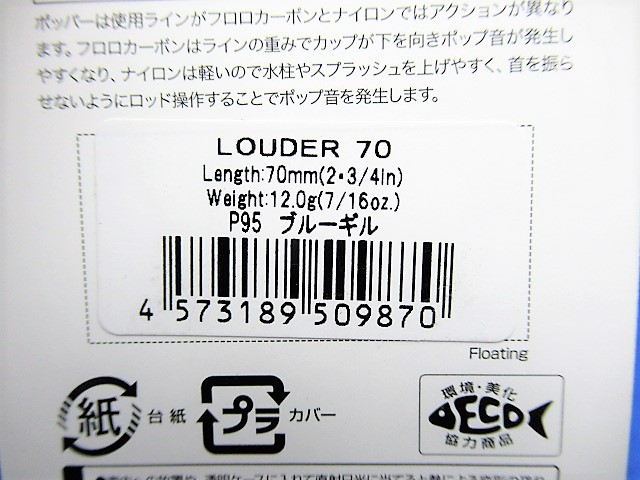 ポッパーは使用ラインがフロロカーボンとナイロンではアクションが異なり
ます。フロロカーボンはラインの重みでカップが下を向きポップ音が発生し
やすくなり、ナイロンは軽いので水柱やスプラッシュを上げやすく、首を振ら
せないようにロッド操作することでポップ音を発生します。
LOUDER 70
Length:70mm(2・3/4in)
Weight:12.0g(7/16oz.)
P95 ブルーギル
4 573189 509870
Floating
紙 台紙 プラ カバー
環境・美化
DECO
協力商品